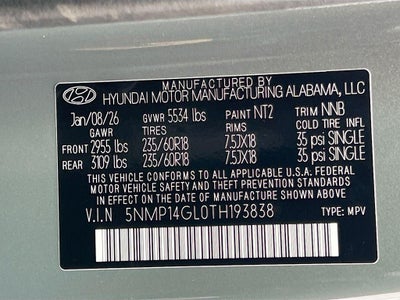 MANUFACTURED BY
HYUNDAI MOTOR MANUFACTURING ALABAMA, LLC
Jan/08/26 GVWR 5534 lbs PAINT NT2 TRIM NNB
GAWR TIRES RIMS COLD TIRE INFL
FRONT 2955 lbs 235/60R18 7.5JX18 35 psi SINGLE
REAR 3109 lbs 235/60R18 7.5JX18 35 psi SINGLE
THIS VEHICLE CONFORMS TO ALL APPLICABLE U.S.A. FEDERAL
MOTOR VEHICLE SAFETY, BUMPER, AND THEFT PREVENTION
STANDARDS IN EFFECT ON THE DATE OF MANUFACTURE SHOWN ABOVE.
V.I.N 5NMP14GL0TH193838 TYPE: MPV